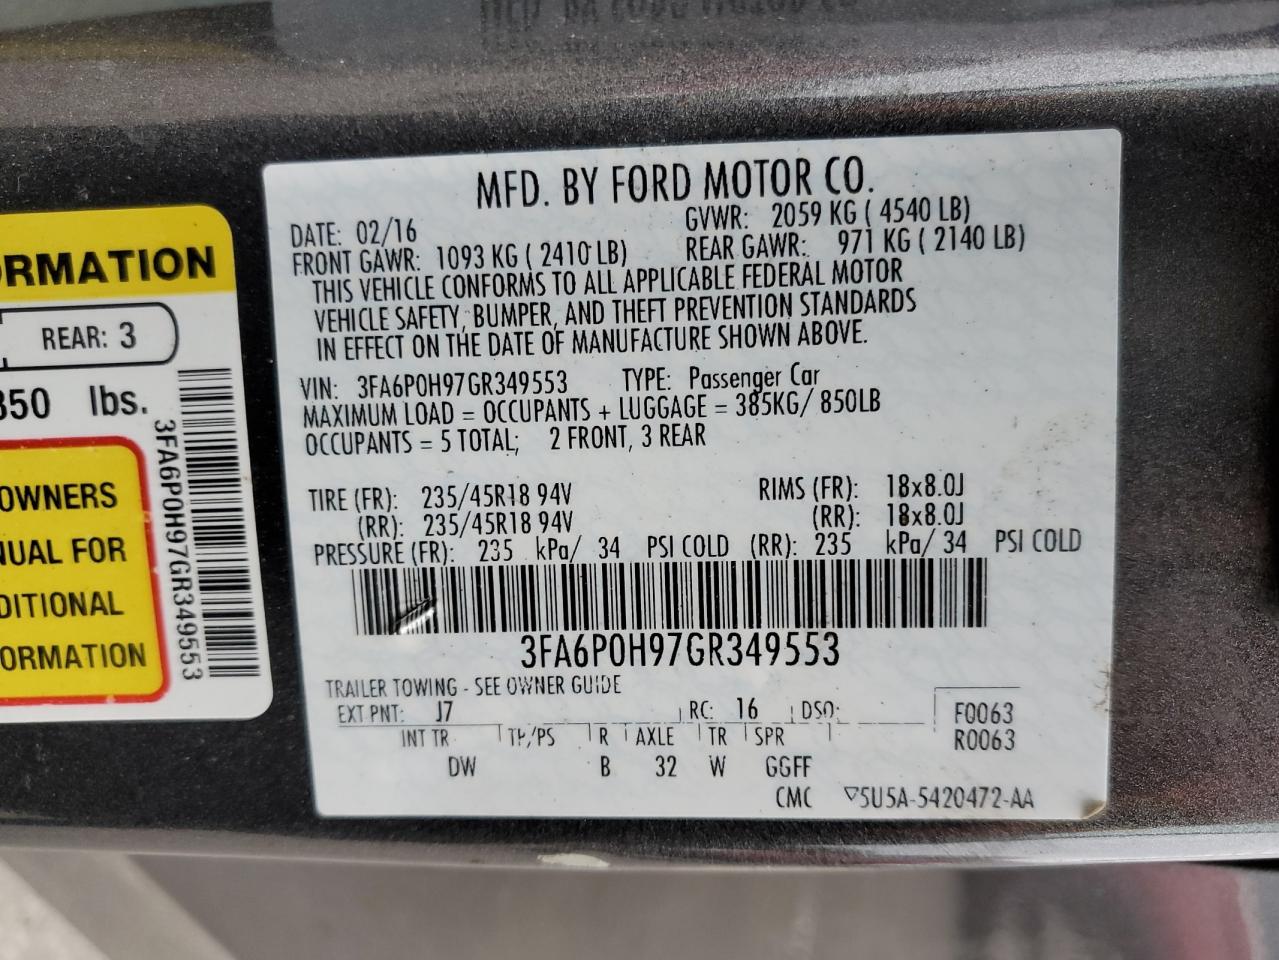 MFD. BY FORD MOTOR CO.
DATE: 02/16 GVWR: 2059 KG ( 4540 LB)
FRONT GAWR: 1093 KG ( 2410 LB) REAR GAWR: 971 KG ( 2140 LB)
THIS VEHICLE CONFORMS TO ALL APPLICABLE FEDERAL MOTOR
VEHICLE SAFETY, BUMPER, AND THEFT PREVENTION STANDARDS
IN EFFECT ON THE DATE OF MANUFACTURE SHOWN ABOVE.
VIN: 3FA6P0H97GR349553 TYPE: Passenger Car
MAXIMUM LOAD = OCCUPANTS + LUGGAGE = 385KG/ 850LB
OCCUPANTS = 5 TOTAL; 2 FRONT, 3 REAR
TIRE (FR): 235/45R18 94V RIMS (FR): 18x8.0J
(RR): 235/45R18 94V (RR): 18x8.0J
PRESSURE (FR): 235 kPa/ 34 PSI COLD (RR): 235 kPa/ 34 PSI COLD
3FA6P0H97GR349553
TRAILER TOWING - SEE OWNER GUIDE
EXT PNT: J7 RC: 16 DSO: F0063
INT TR TP/PS R AXLE TR SPR R0063
DW B 32 W GGFF
CMC ▽5U5A-5420472-AA
ORMATION
REAR: 3
850 lbs.
3FA6P0H97GR349553
OWNERS
NUAL FOR
DITIONAL
ORMATION